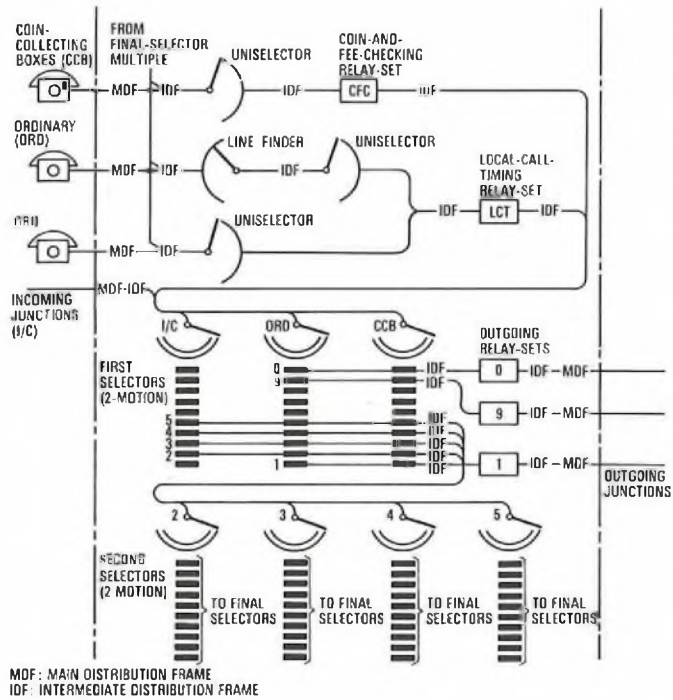 COIN-
COLLECTING
BOXES (CCB)
FROM
FINAL-SELECTOR
MULTIPLE
UNISELECTOR
COIN-AND-
FEE-CHECKING
RELAY-SET
MDF IDF IDF CFC IDF
ORDINARY
(ORD)
LINE FINDER
UNISELECTOR
MDF IDF IDF
LOCAL-CALL-
TIMING
RELAY-SET
IDF LCT IDF
ORD
UNISELECTOR
MDF IDF
MDF-IDF
INCOMING
JUNCTIONS
(I/C)
I/C ORD CCB
OUTGOING
RELAY-SETS
FIRST
SELECTORS
(2-MOTION)
0 IDF 0 IDF-MDF
9 IDF
9 IDF-MDF
5 IDF
4 IDF
3 IDF
2 IDF
1 IDF 1 IDF-MDF
OUTGOING
JUNCTIONS
2 3 4 5
SECOND
SELECTORS
(2 MOTION)
TO FINAL
SELECTORS
TO FINAL
SELECTORS
TO FINAL
SELECTORS
TO FINAL
SELECTORS
MDF: MAIN DISTRIBUTION FRAME
IDF: INTERMEDIATE DISTRIBUTION FRAME